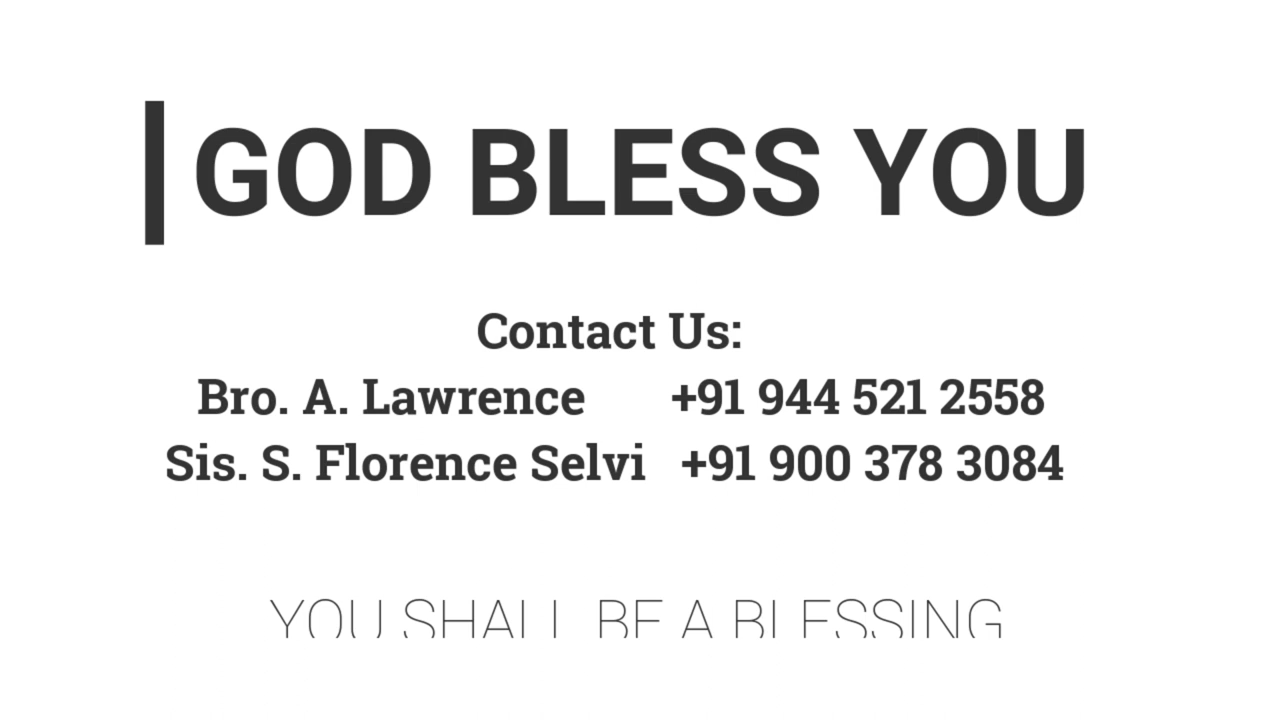 GOD BLESS YOU
Contact Us:
Bro. A. Lawrence +91 944 521 2558
Sis. S. Florence Selvi +91 900 378 3084
YOU SHALL BE A BLESSING